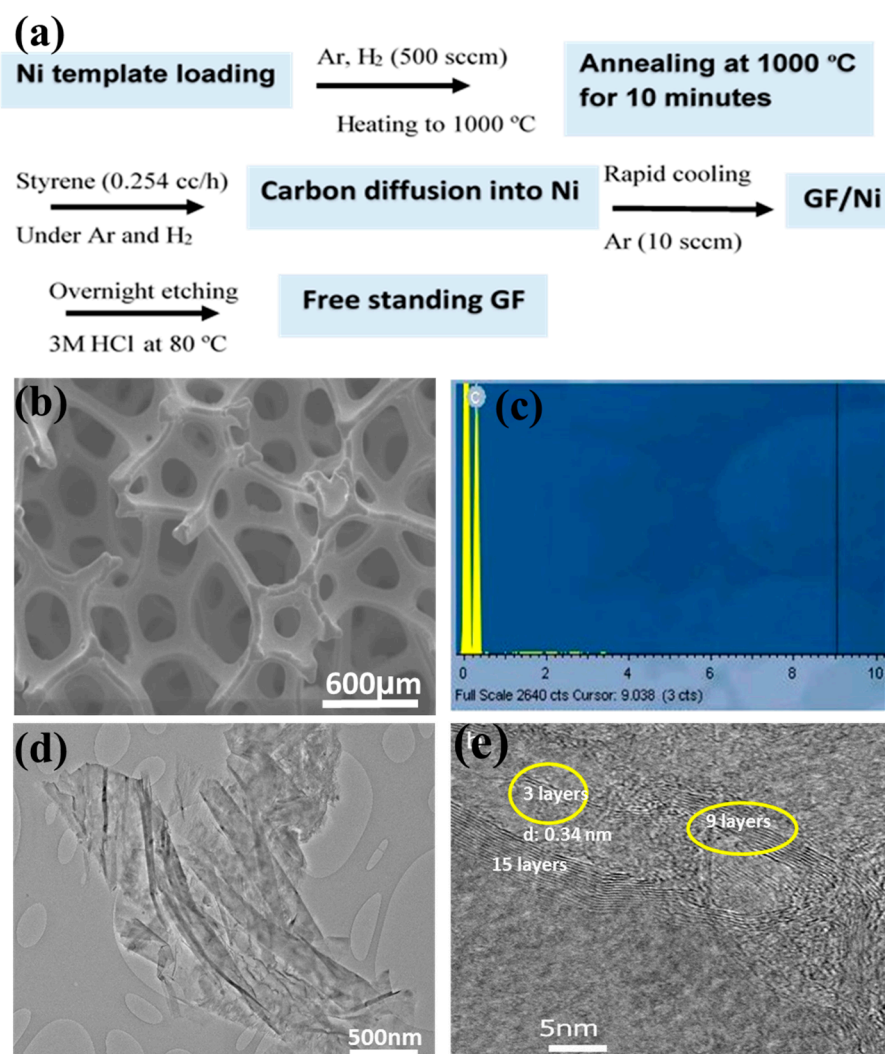 (a)
Ni template loading
Ar, H₂ (500 sccm)
Heating to 1000 ºC
Annealing at 1000 ºC
for 10 minutes
Styrene (0.254 cc/h)
Under Ar and H₂
Carbon diffusion into Ni
Rapid cooling
Ar (10 sccm)
GF/Ni
Overnight etching
3M HCl at 80 ºC
Free standing GF
(b)
600µm
(c)
C
0 2 4 6 8 10
Full Scale 2640 cts Cursor: 9.038 (3 cts)
(d)
500nm
(e)
3 layers
9 layers
d: 0.34 nm
15 layers
5nm